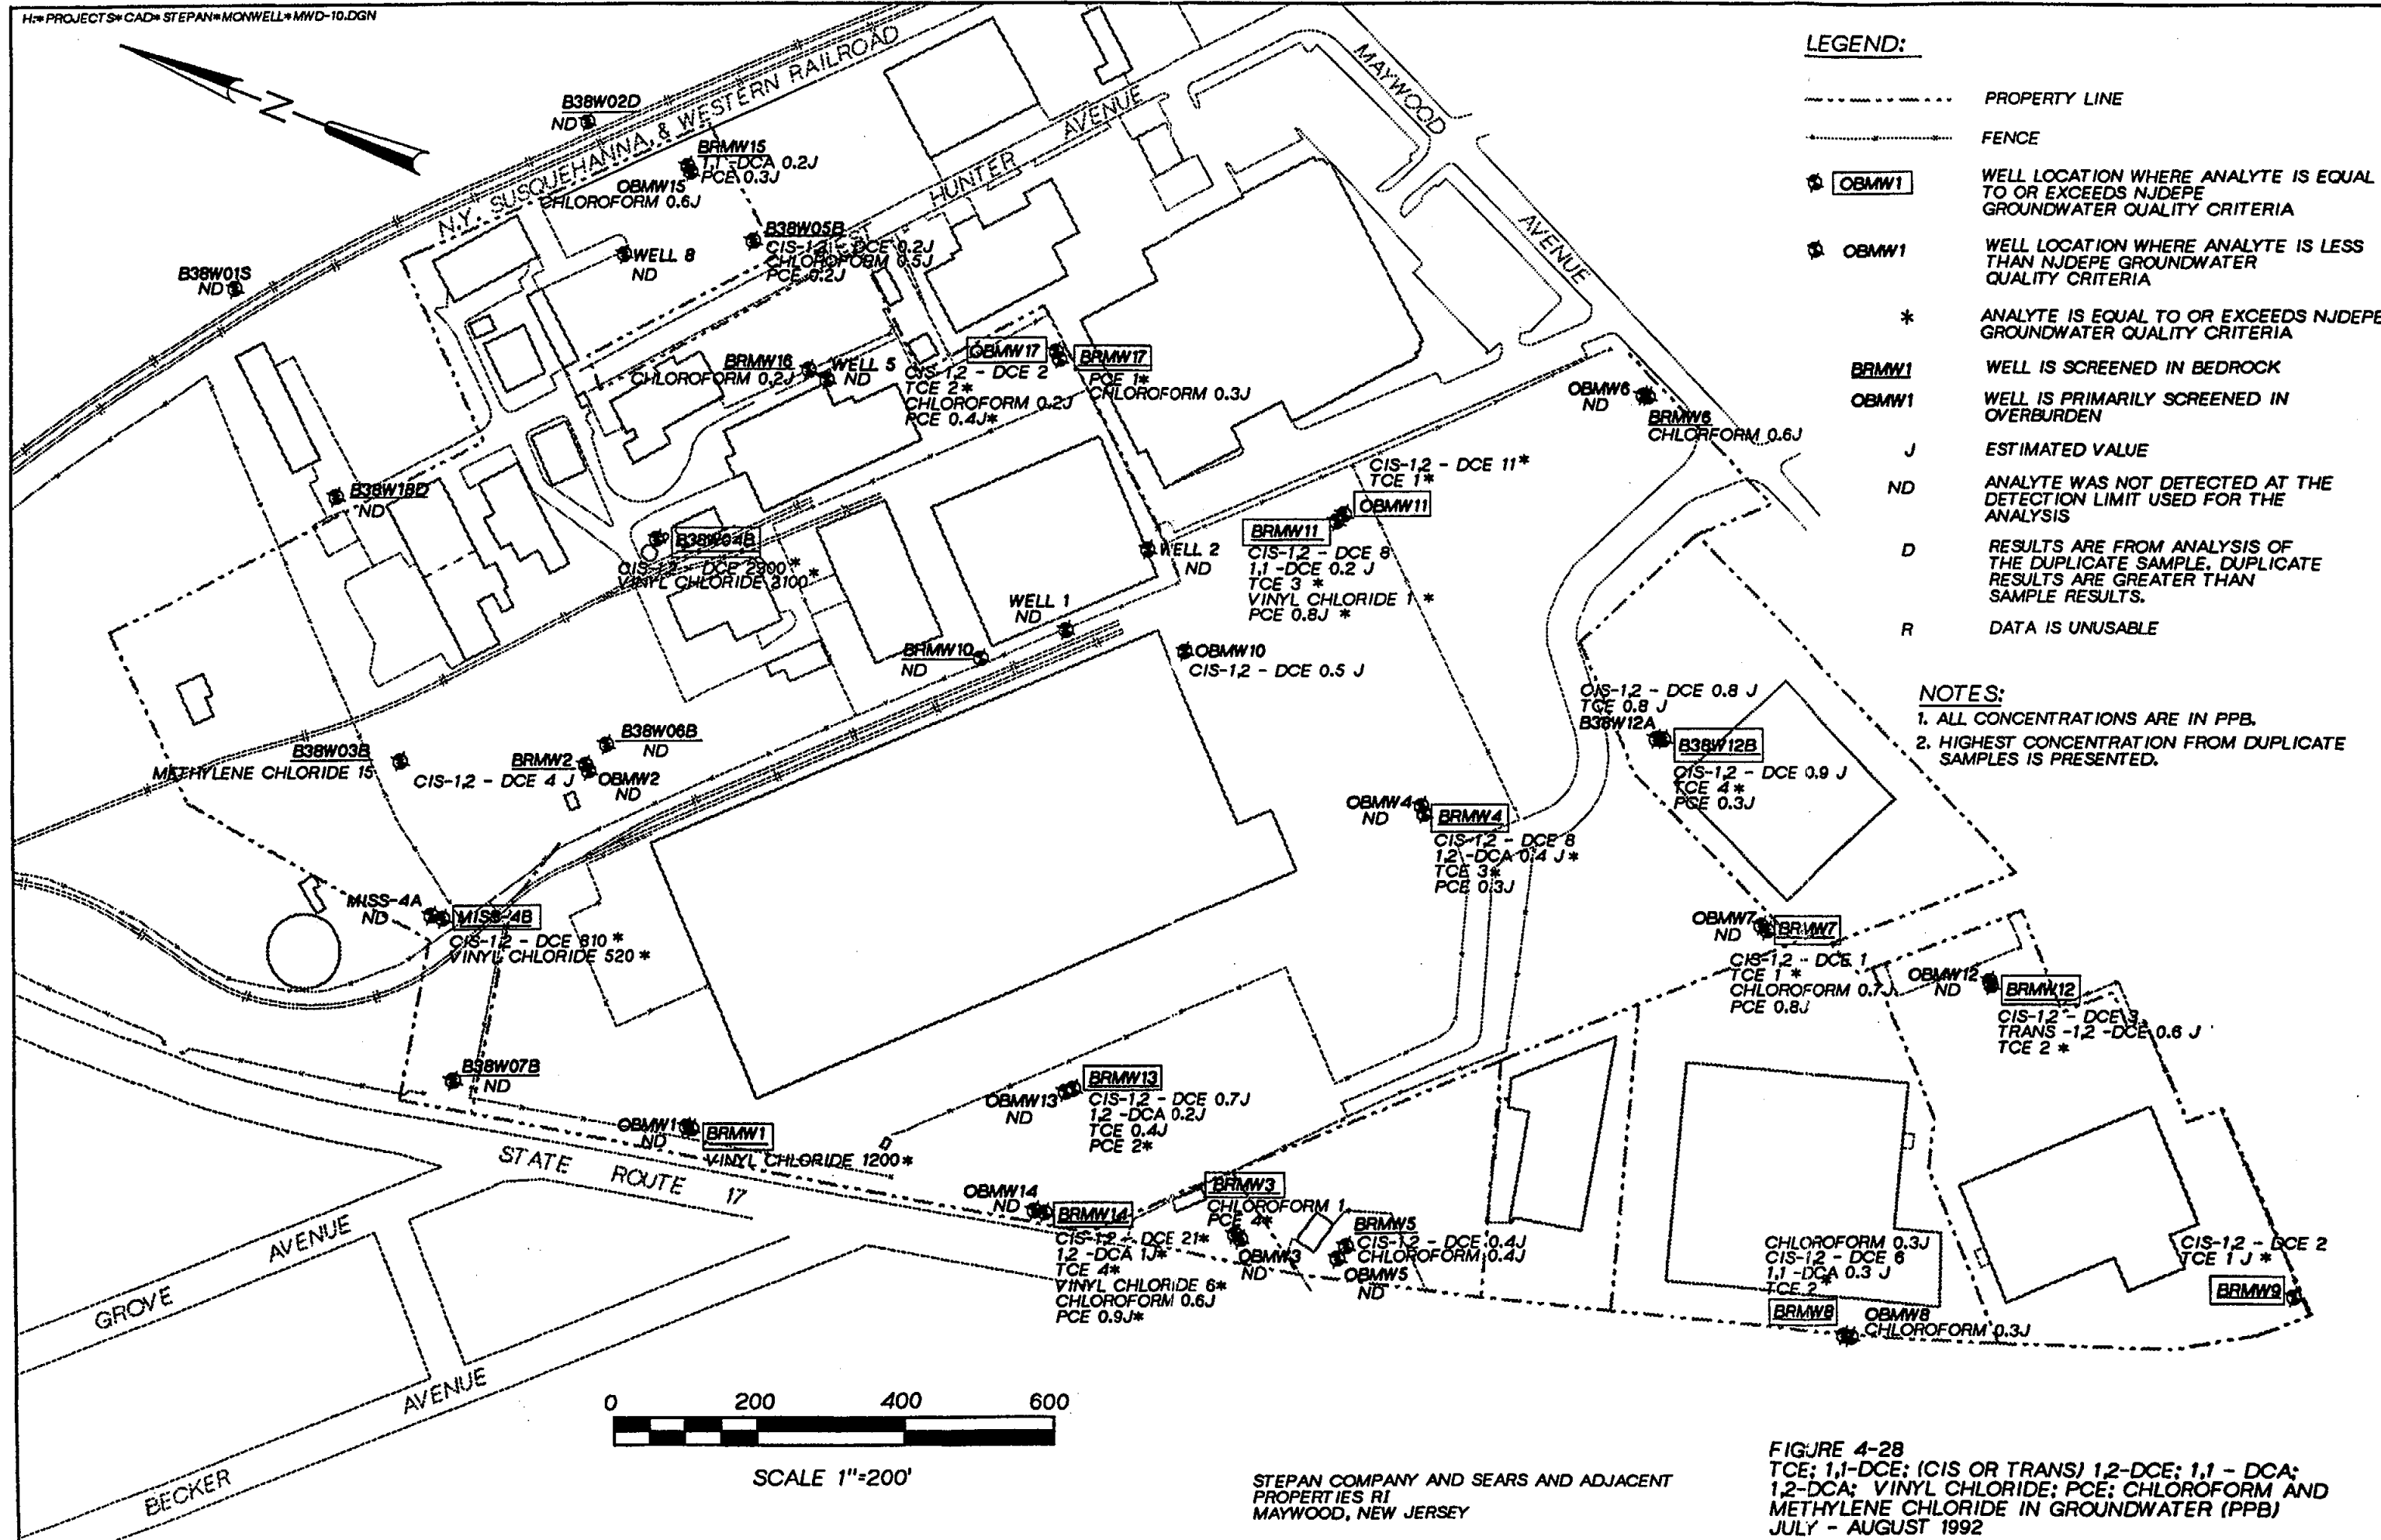 H:*PROJECTS*CAD*STEPAN*MONWELL*MWD-10.DGN
N
N.Y. SUSQUEHANNA & WESTERN RAILROAD
WEST HUNTER AVENUE
MAYWOOD AVENUE
B38W02D
ND
BRMW15
1,1-DCA 0.2J
PCE 0.3J
OBMW15
CHLOROFORM 0.6J
B38W05B
CIS-1,2 - DCE 0.2J
CHLOROFORM 0.5J
PCE 0.2J
WELL 8
ND
B38W01S
ND
BRMW16
CHLOROFORM 0.2J
WELL 5
ND
OBMW17
CIS-1,2 - DCE 2
TCE 2*
CHLOROFORM 0.2J
PCE 0.4J*
BRMW17
PCE 1*
CHLOROFORM 0.3J
OBMW6
ND
BRMW6
CHLORFORM 0.6J
B38W18D
ND
B38W04B
CIS-1,2 - DCE 2900 *
VINYL CHLORIDE 2100 *
CIS-1,2 - DCE 11*
TCE 1*
OBMW11
BRMW11
CIS-1,2 - DCE 8
1,1 -DCE 0.2 J
TCE 3 *
VINYL CHLORIDE 1 *
PCE 0.8J *
WELL 2
ND
WELL 1
ND
BRMW10
ND
OBMW10
CIS-1,2 - DCE 0.5 J
B38W03B
METHYLENE CHLORIDE 15
B38W06B
ND
BRMW2
CIS-1,2 - DCE 4 J
OBMW2
ND
CIS-1,2 - DCE 0.8 J
TCE 0.8 J
B38W12A
B38W12B
CIS-1,2 - DCE 0.9 J
TCE 4 *
PCE 0.3J
OBMW4
ND
BRMW4
CIS-1,2 - DCE 8
1,2 -DCA 0.4 J *
TCE 3*
PCE 0.3J
MISS-4A
ND
MISS-4B
CIS-1,2 - DCE 810 *
VINYL CHLORIDE 520 *
OBMW7
ND
BRMW7
CIS-1,2 - DCE 1
TCE 1 *
CHLOROFORM 0.7J
PCE 0.8J
OBMW12
ND
BRMW12
CIS-1,2 - DCE 3
TRANS -1,2 -DCE 0.6 J
TCE 2 *
B38W07B
ND
OBMW1
ND
BRMW1
VINYL CHLORIDE 1200*
OBMW13
ND
BRMW13
CIS-1,2 - DCE 0.7J
1,2 -DCA 0.2J
TCE 0.4J
PCE 2*
OBMW14
ND
BRMW14
CIS-1,2 - DCE 21*
1,2 -DCA 1J*
TCE 4*
VINYL CHLORIDE 6*
CHLOROFORM 0.6J
PCE 0.9J*
BRMW3
CHLOROFORM 1
PCE 4*
OBMW3
ND
BRMW5
CIS-1,2 - DCE 0.4J
CHLOROFORM 0.4J
OBMW5
ND
CHLOROFORM 0.3J
CIS-1,2 - DCE 6
1,1 -DCA 0.3 J
TCE 2 *
BRMW8
OBMW8
CHLOROFORM 0.3J
CIS-1,2 - DCE 2
TCE 1 J *
BRMW9
STATE ROUTE 17
GROVE AVENUE
BECKER AVENUE
LEGEND:
PROPERTY LINE
FENCE
OBMW1 WELL LOCATION WHERE ANALYTE IS EQUAL
TO OR EXCEEDS NJDEPE
GROUNDWATER QUALITY CRITERIA
OBMW1 WELL LOCATION WHERE ANALYTE IS LESS
THAN NJDEPE GROUNDWATER
QUALITY CRITERIA
* ANALYTE IS EQUAL TO OR EXCEEDS NJDEPE
GROUNDWATER QUALITY CRITERIA
BRMW1 WELL IS SCREENED IN BEDROCK
OBMW1 WELL IS PRIMARILY SCREENED IN
OVERBURDEN
J ESTIMATED VALUE
ND ANALYTE WAS NOT DETECTED AT THE
DETECTION LIMIT USED FOR THE
ANALYSIS
D RESULTS ARE FROM ANALYSIS OF
THE DUPLICATE SAMPLE. DUPLICATE
RESULTS ARE GREATER THAN
SAMPLE RESULTS.
R DATA IS UNUSABLE
NOTES:
1. ALL CONCENTRATIONS ARE IN PPB.
2. HIGHEST CONCENTRATION FROM DUPLICATE
SAMPLES IS PRESENTED.
0 200 400 600
SCALE 1"=200'
STEPAN COMPANY AND SEARS AND ADJACENT
PROPERTIES RI
MAYWOOD, NEW JERSEY
FIGURE 4-28
TCE; 1,1-DCE; (CIS OR TRANS) 1,2-DCE; 1,1 - DCA;
1,2-DCA; VINYL CHLORIDE; PCE; CHLOROFORM AND
METHYLENE CHLORIDE IN GROUNDWATER (PPB)
JULY - AUGUST 1992